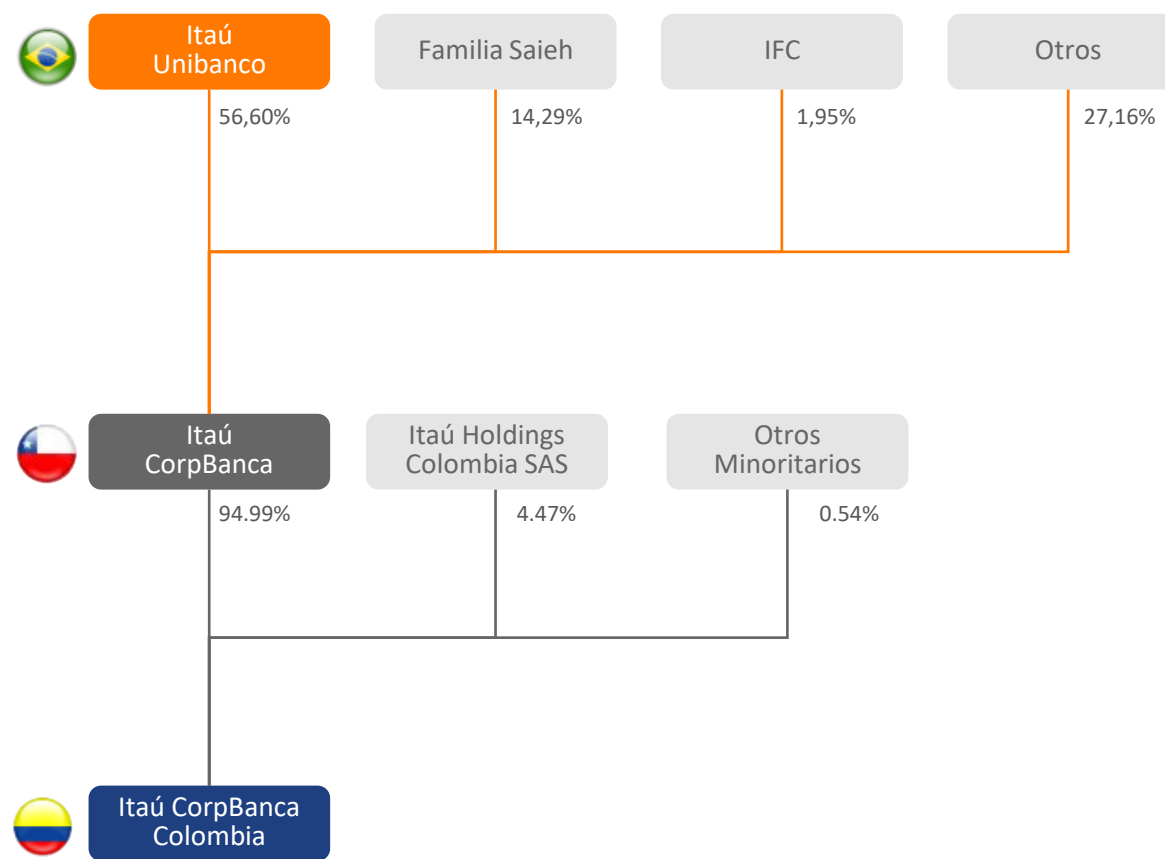 Itaú
Unibanco
Familia Saieh
IFC
Otros
56,60%
14,29%
1,95%
27,16%
Itaú
CorpBanca
Itaú Holdings
Colombia SAS
Otros
Minoritarios
94.99%
4.47%
0.54%
Itaú CorpBanca
Colombia